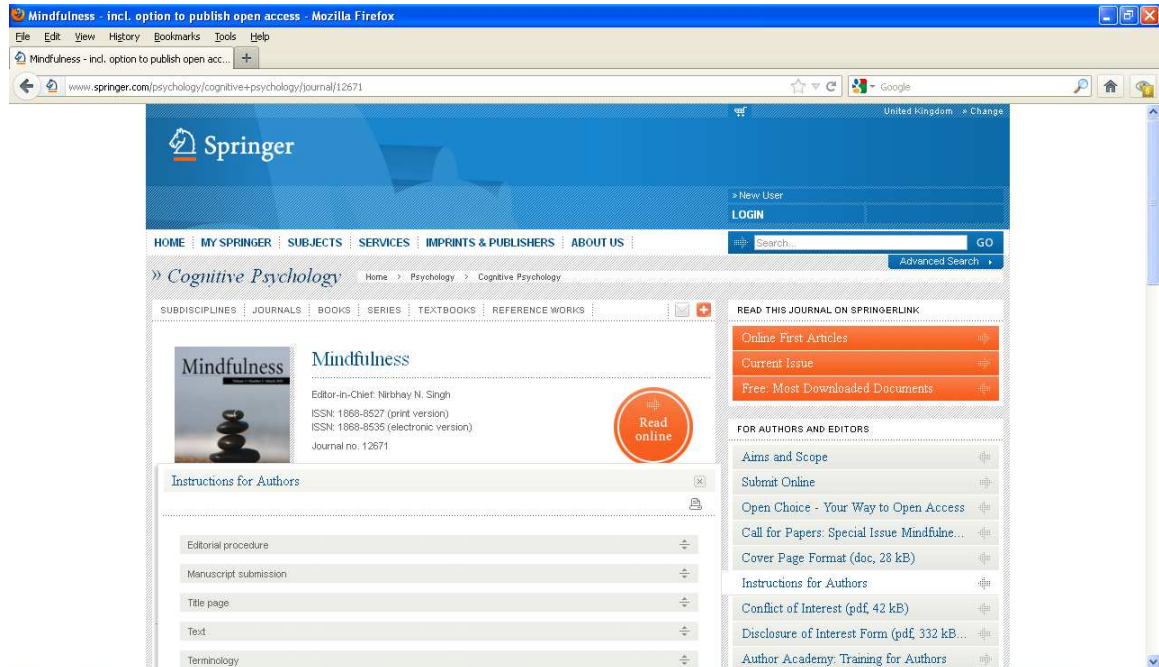 Mindfulness - incl. option to publish open access - Mozilla Firefox
File Edit View History Bookmarks Tools Help
Mindfulness - incl. option to publish open acc...
www.springer.com/psychology/cognitive+psychology/journal/12671
Google
United Kingdom » Change
Springer
» New User
LOGIN
HOME MY SPRINGER SUBJECTS SERVICES IMPRINTS & PUBLISHERS ABOUT US
Search... GO
Advanced Search
» Cognitive Psychology Home > Psychology > Cognitive Psychology
SUBDISCIPLINES JOURNALS BOOKS SERIES TEXTBOOKS REFERENCE WORKS
Mindfulness
Mindfulness
Editor-in-Chief: Nirbhay N. Singh
ISSN: 1868-8527 (print version)
ISSN: 1868-8535 (electronic version)
Journal no. 12671
Read
online
Instructions for Authors
Editorial procedure
Manuscript submission
Title page
Text
Terminology
READ THIS JOURNAL ON SPRINGERLINK
Online First Articles
Current Issue
Free: Most Downloaded Documents
FOR AUTHORS AND EDITORS
Aims and Scope
Submit Online
Open Choice - Your Way to Open Access
Call for Papers: Special Issue Mindfulne...
Cover Page Format (doc, 28 kB)
Instructions for Authors
Conflict of Interest (pdf, 42 kB)
Disclosure of Interest Form (pdf, 332 kB...
Author Academy: Training for Authors